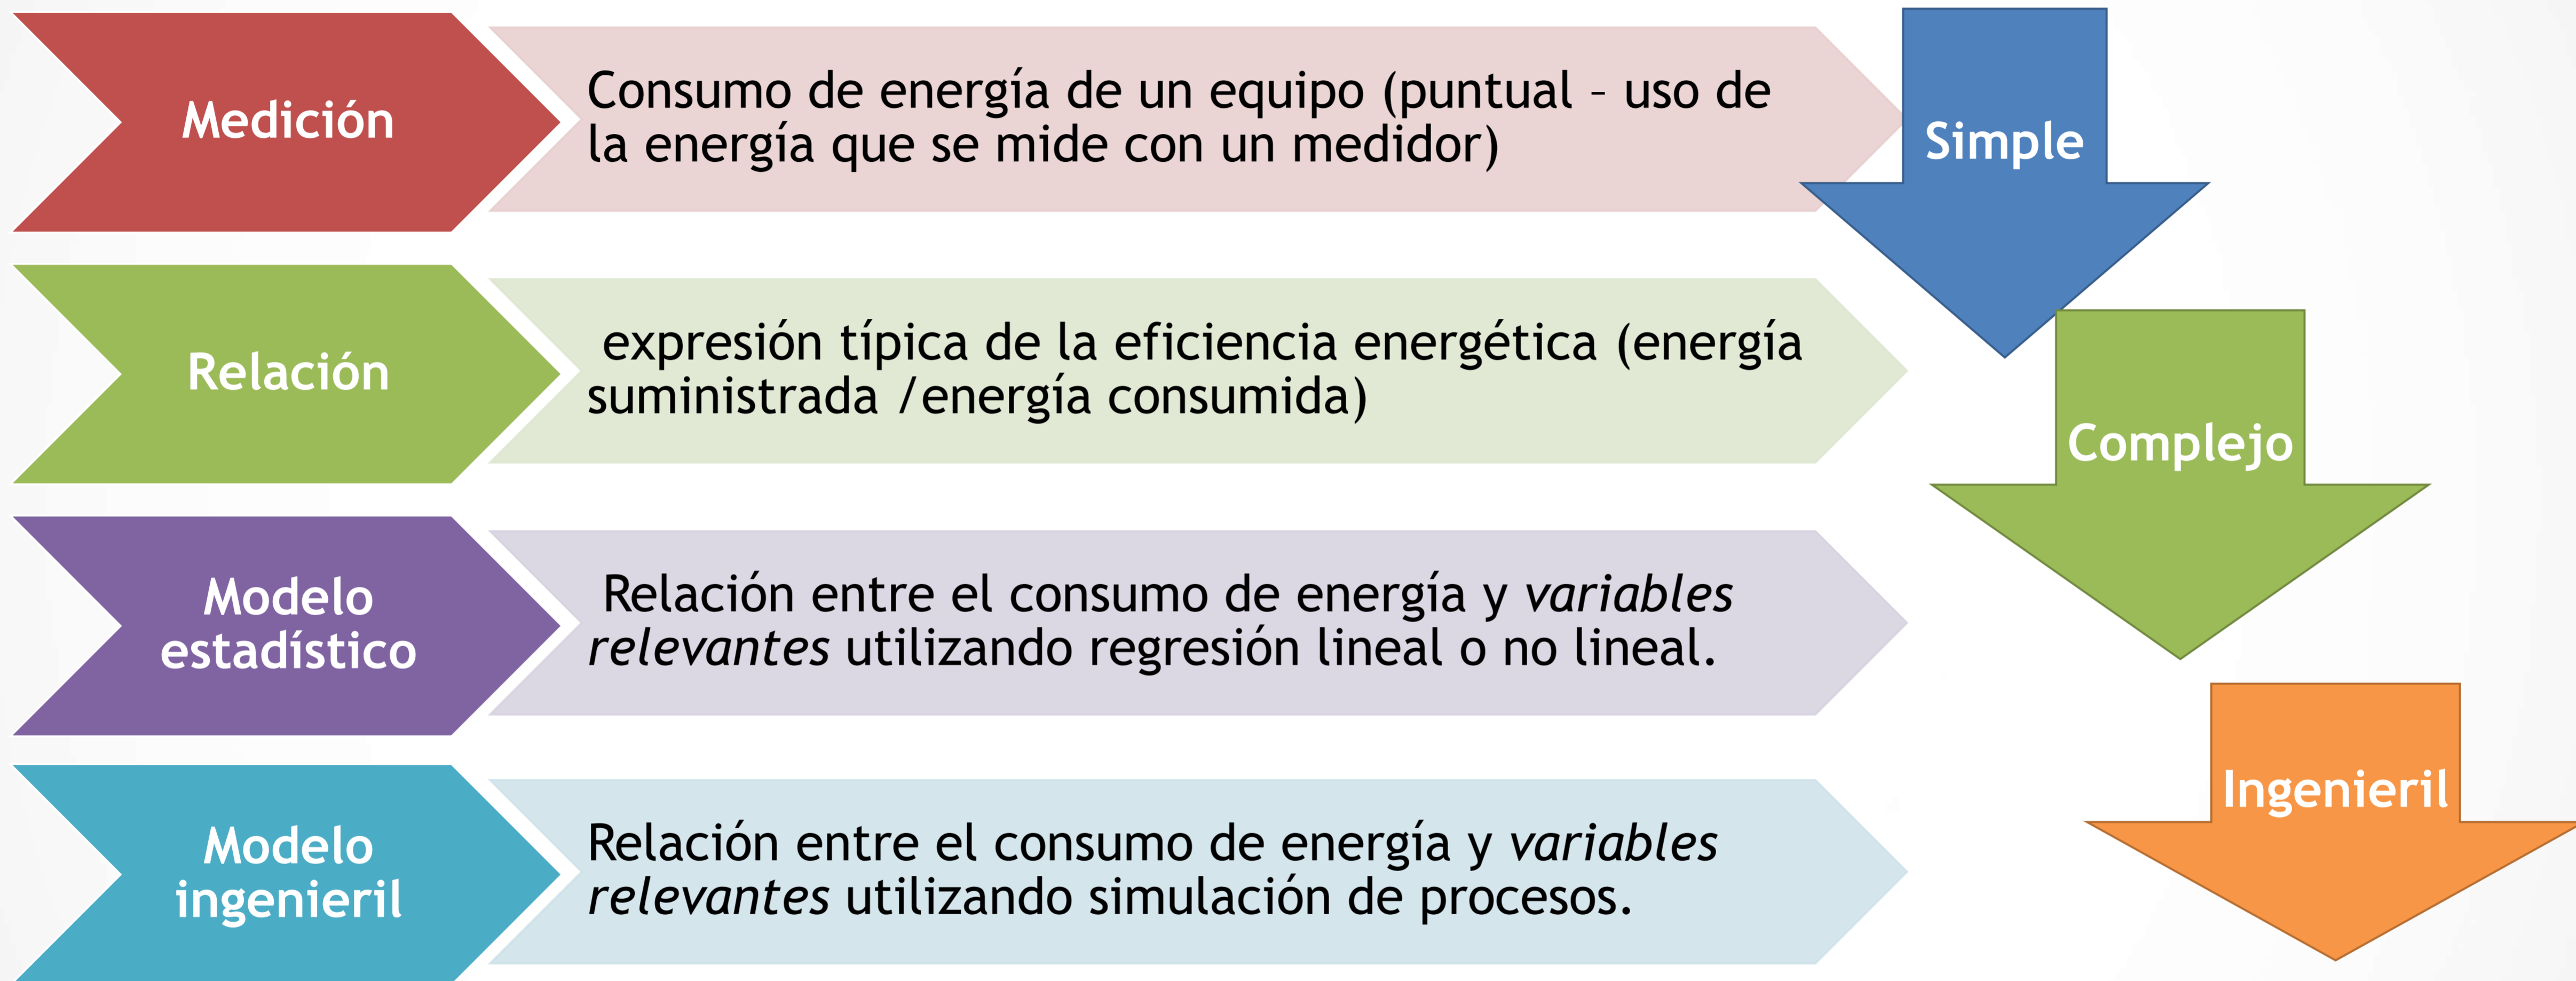 Medición
Consumo de energía de un equipo (puntual – uso de
la energía que se mide con un medidor)
Simple
Relación
expresión típica de la eficiencia energética (energía
suministrada /energía consumida)
Complejo
Modelo
estadístico
Relación entre el consumo de energía y variables
relevantes utilizando regresión lineal o no lineal.
Modelo
ingenieril
Relación entre el consumo de energía y variables
relevantes utilizando simulación de procesos.
Ingenieril